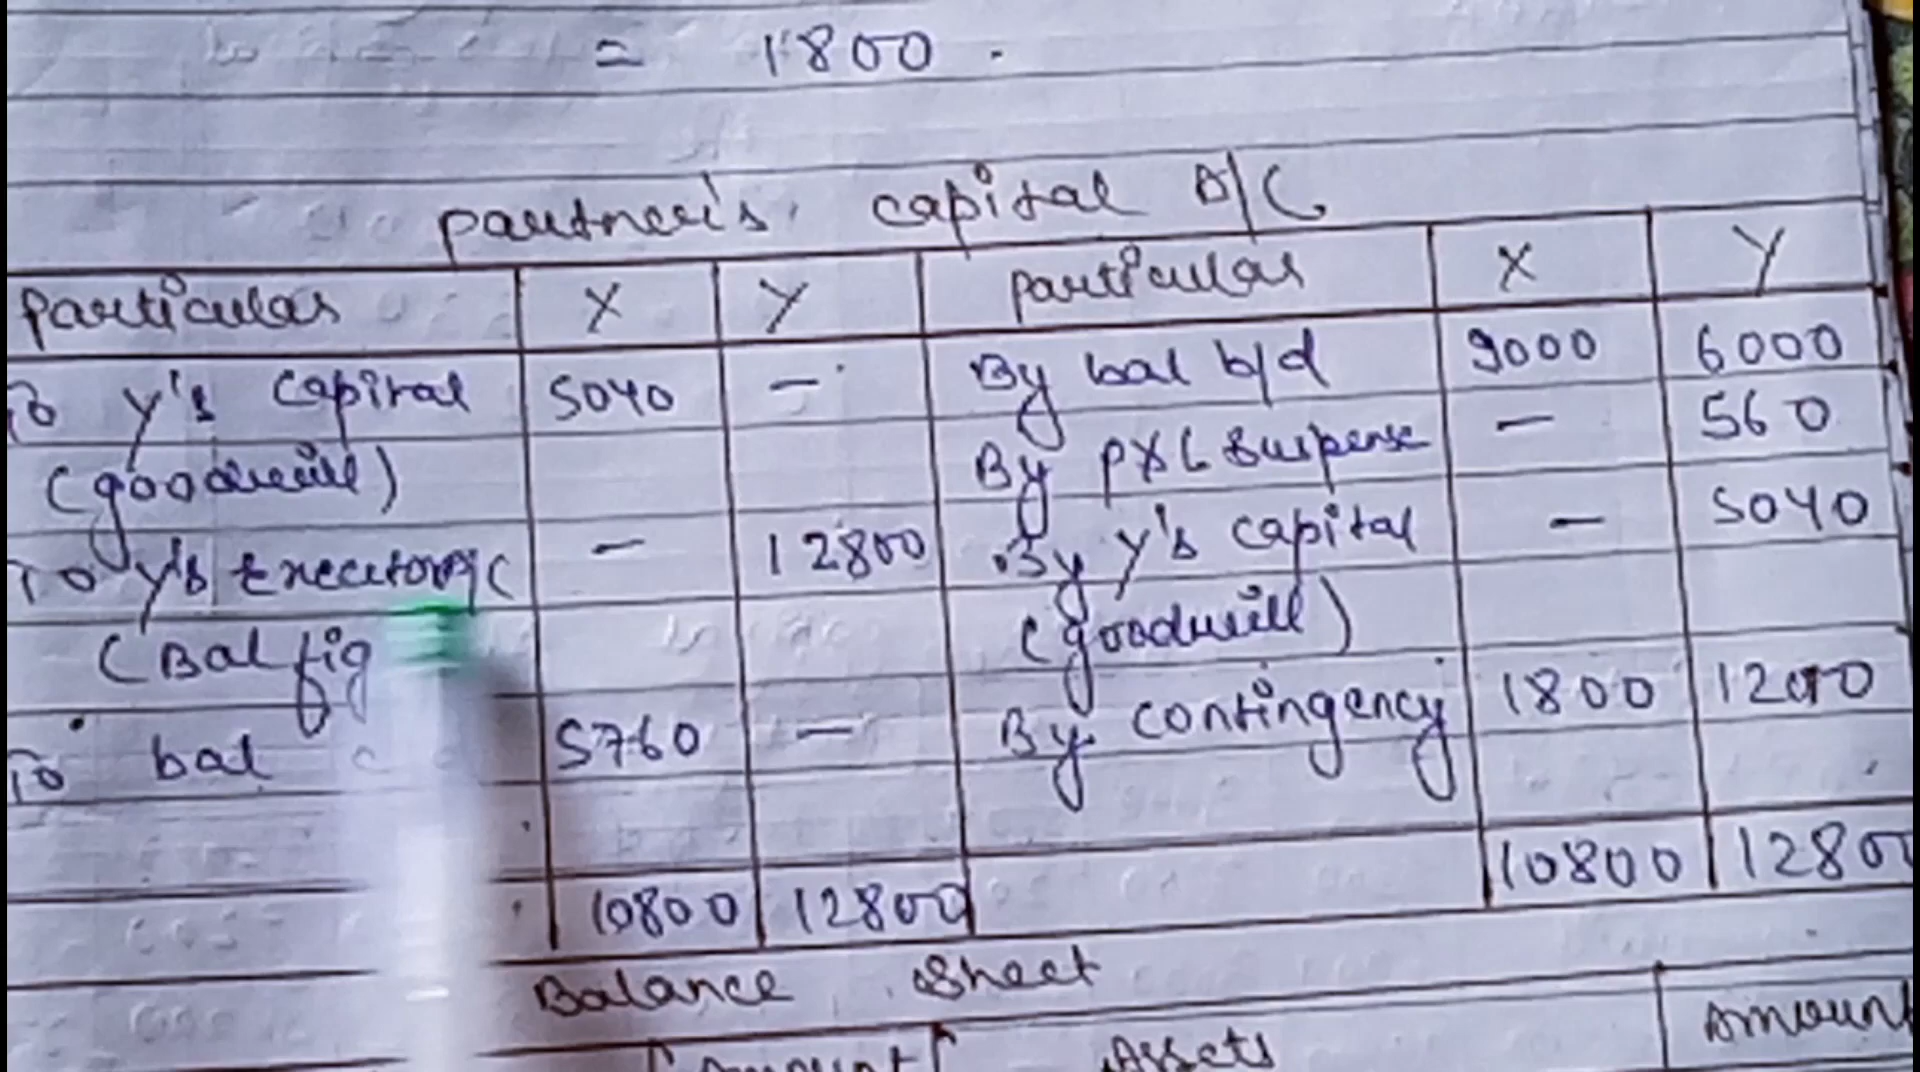 = 1800.
Partner's capital A/C
Particulars X Y Particulars X Y
To Y's capital 5040 — By bal b/d 9000 6000
(goodwill) By P&L Suspense — 560
To Y's Executor A/C — 12800 By Y's capital — 5040
(Bal fig (goodwill)
To bal 5760 — By contingency 1800 1200
10800 12800 10800 12800
Balance Sheet
Amount Assets Amount